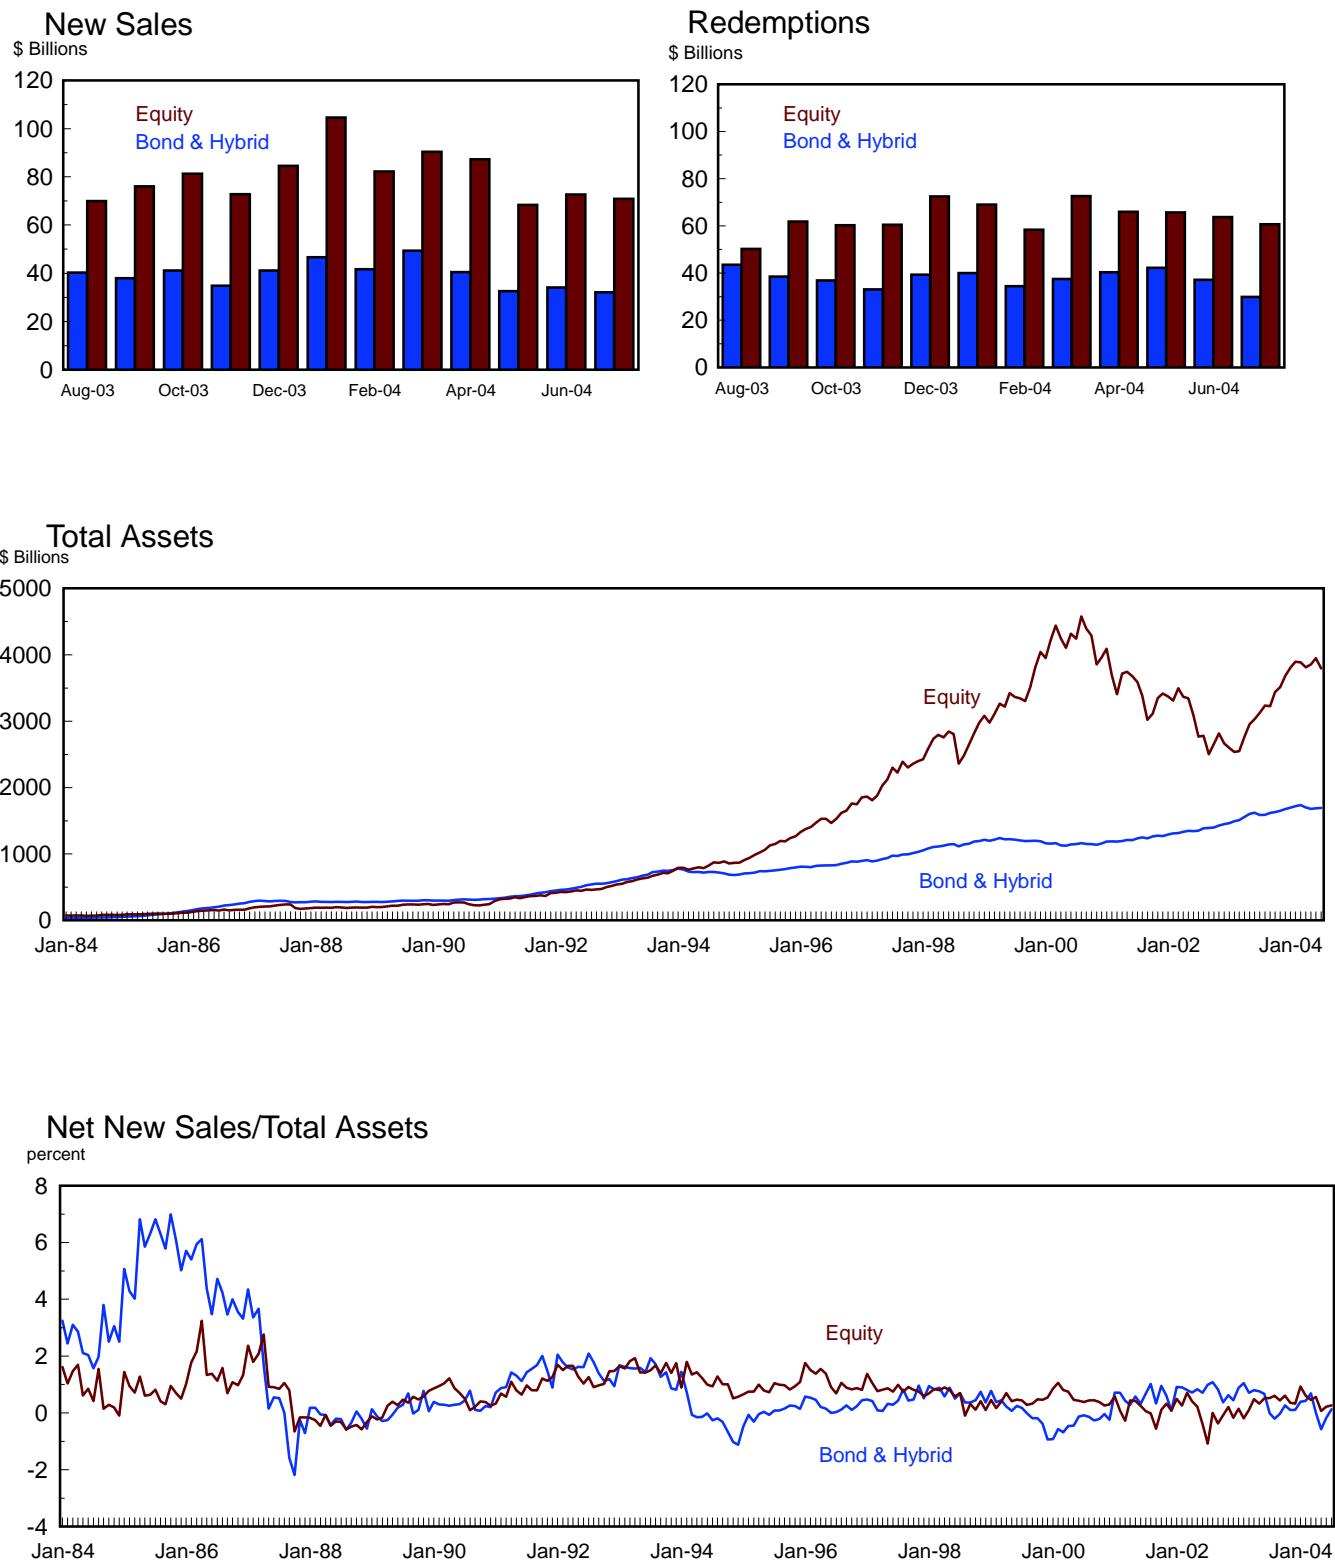 New Sales
$ Billions
120
100
80
60
40
20
0
Equity
Bond & Hybrid
Aug-03 Oct-03 Dec-03 Feb-04 Apr-04 Jun-04
Redemptions
$ Billions
120
100
80
60
40
20
0
Equity
Bond & Hybrid
Aug-03 Oct-03 Dec-03 Feb-04 Apr-04 Jun-04
Total Assets
$ Billions
5000
4000
3000
2000
1000
0
Equity
Bond & Hybrid
Jan-84 Jan-86 Jan-88 Jan-90 Jan-92 Jan-94 Jan-96 Jan-98 Jan-00 Jan-02 Jan-04
Net New Sales/Total Assets
percent
8
6
4
2
0
-2
-4
Equity
Bond & Hybrid
Jan-84 Jan-86 Jan-88 Jan-90 Jan-92 Jan-94 Jan-96 Jan-98 Jan-00 Jan-02 Jan-04